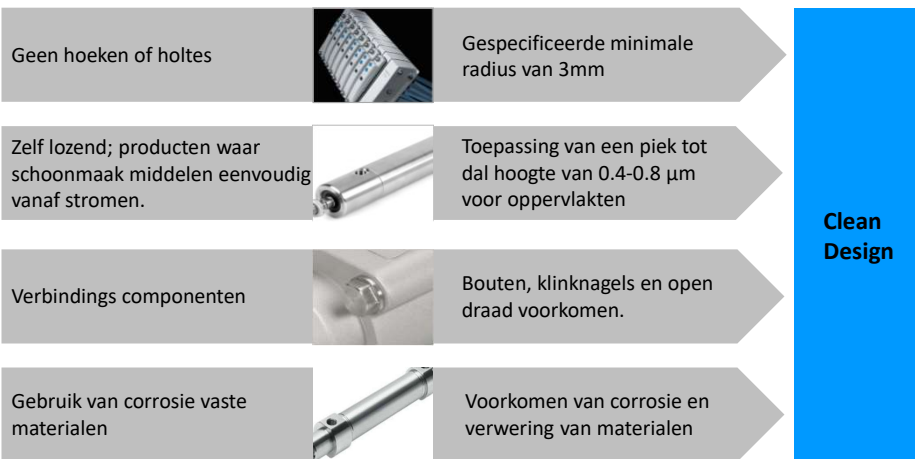 Geen hoeken of holtes
Gespecificeerde minimale
radius van 3mm
Zelf lozend; producten waar
schoonmaak middelen eenvoudig
vanaf stromen.
Toepassing van een piek tot
dal hoogte van 0.4-0.8 µm
voor oppervlakten
Verbindings componenten
Bouten, klinknagels en open
draad voorkomen.
Gebruik van corrosie vaste
materialen
Voorkomen van corrosie en
verwering van materialen
Clean
Design